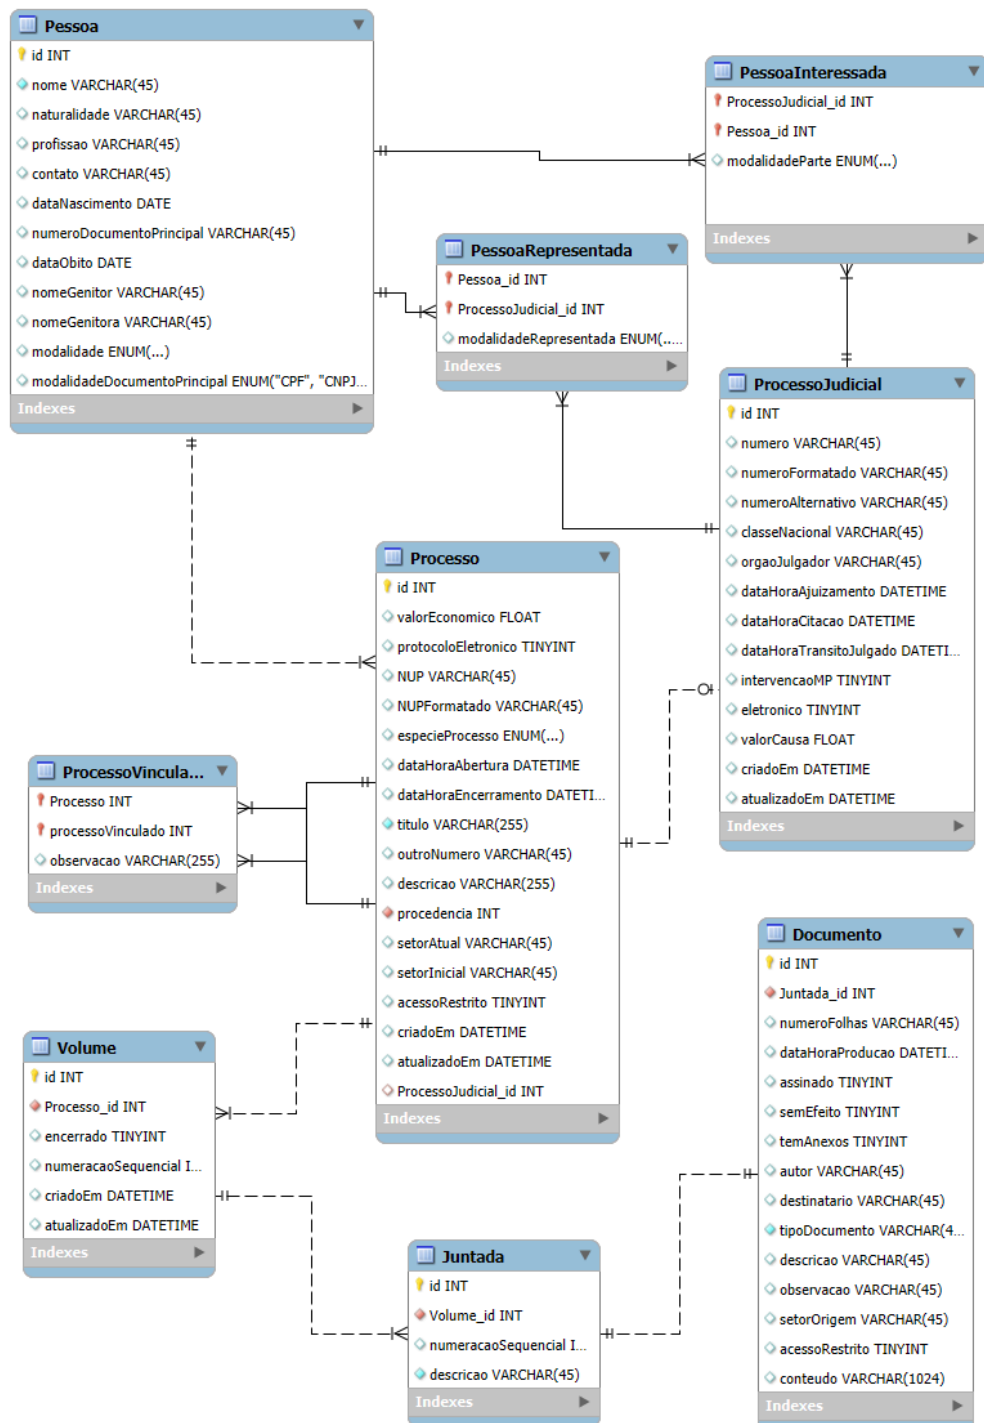 Pessoa
id INT
nome VARCHAR(45)
naturalidade VARCHAR(45)
profissao VARCHAR(45)
contato VARCHAR(45)
dataNascimento DATE
numeroDocumentoPrincipal VARCHAR(45)
dataObito DATE
nomeGenitor VARCHAR(45)
nomeGenitora VARCHAR(45)
modalidade ENUM(...)
modalidadeDocumentoPrincipal ENUM("CPF", "CNPJ...
Indexes
PessoaInteressada
ProcessoJudicial_id INT
Pessoa_id INT
modalidadeParte ENUM(...)
Indexes
PessoaRepresentada
Pessoa_id INT
ProcessoJudicial_id INT
modalidadeRepresentada ENUM(.....
Indexes
ProcessoJudicial
id INT
numero VARCHAR(45)
numeroFormatado VARCHAR(45)
numeroAlternativo VARCHAR(45)
classeNacional VARCHAR(45)
orgaoJulgador VARCHAR(45)
dataHoraAjuizamento DATETIME
dataHoraCitacao DATETIME
dataHoraTransitoJulgado DATETI...
intervencaoMP TINYINT
eletronico TINYINT
valorCausa FLOAT
criadoEm DATETIME
atualizadoEm DATETIME
Indexes
Processo
id INT
valorEconomico FLOAT
protocoloEletronico TINYINT
NUP VARCHAR(45)
NUPFormatado VARCHAR(45)
especieProcesso ENUM(...)
dataHoraAbertura DATETIME
dataHoraEncerramento DATETI...
titulo VARCHAR(255)
outroNumero VARCHAR(45)
descricao VARCHAR(255)
procedencia INT
setorAtual VARCHAR(45)
setorInicial VARCHAR(45)
acessoRestrito TINYINT
criadoEm DATETIME
atualizadoEm DATETIME
ProcessoJudicial_id INT
Indexes
ProcessoVincula...
Processo INT
processoVinculado INT
observacao VARCHAR(255)
Indexes
Volume
id INT
Processo_id INT
encerrado TINYINT
numeracaoSequencial I...
criadoEm DATETIME
atualizadoEm DATETIME
Indexes
Juntada
id INT
Volume_id INT
numeracaoSequencial I...
descricao VARCHAR(45)
Indexes
Documento
id INT
Juntada_id INT
numeroFolhas VARCHAR(45)
dataHoraProducao DATETI...
assinado TINYINT
semEfeito TINYINT
temAnexos TINYINT
autor VARCHAR(45)
destinatario VARCHAR(45)
tipoDocumento VARCHAR(4...
descricao VARCHAR(45)
observacao VARCHAR(45)
setorOrigem VARCHAR(45)
acessoRestrito TINYINT
conteudo VARCHAR(1024)
Indexes